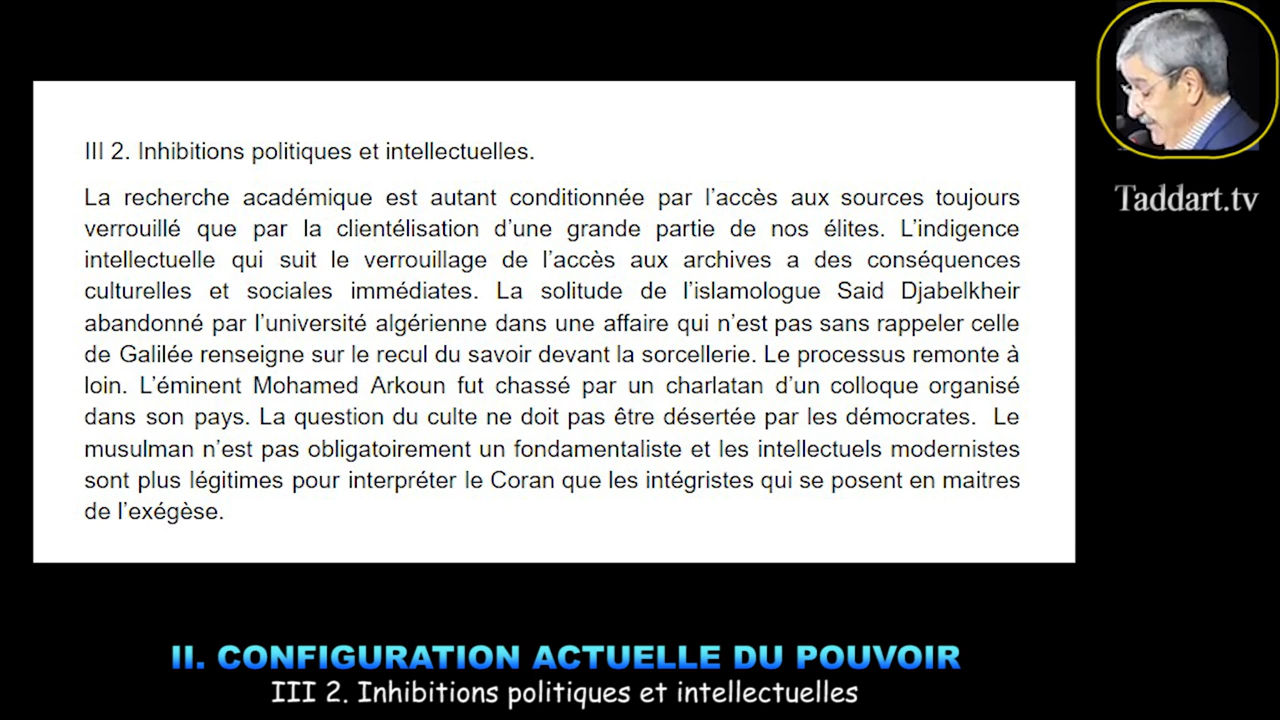 III 2. Inhibitions politiques et intellectuelles.
La recherche académique est autant conditionnée par l’accès aux sources toujours
verrouillé que par la clientélisation d’une grande partie de nos élites. L’indigence
intellectuelle qui suit le verrouillage de l’accès aux archives a des conséquences
culturelles et sociales immédiates. La solitude de l’islamologue Said Djabelkheir
abandonné par l’université algérienne dans une affaire qui n’est pas sans rappeler celle
de Galilée renseigne sur le recul du savoir devant la sorcellerie. Le processus remonte à
loin. L’éminent Mohamed Arkoun fut chassé par un charlatan d’un colloque organisé
dans son pays. La question du culte ne doit pas être désertée par les démocrates. Le
musulman n’est pas obligatoirement un fondamentaliste et les intellectuels modernistes
sont plus légitimes pour interpréter le Coran que les intégristes qui se posent en maitres
de l’exégèse.
Taddart.tv
II. CONFIGURATION ACTUELLE DU POUVOIR
III 2. Inhibitions politiques et intellectuelles